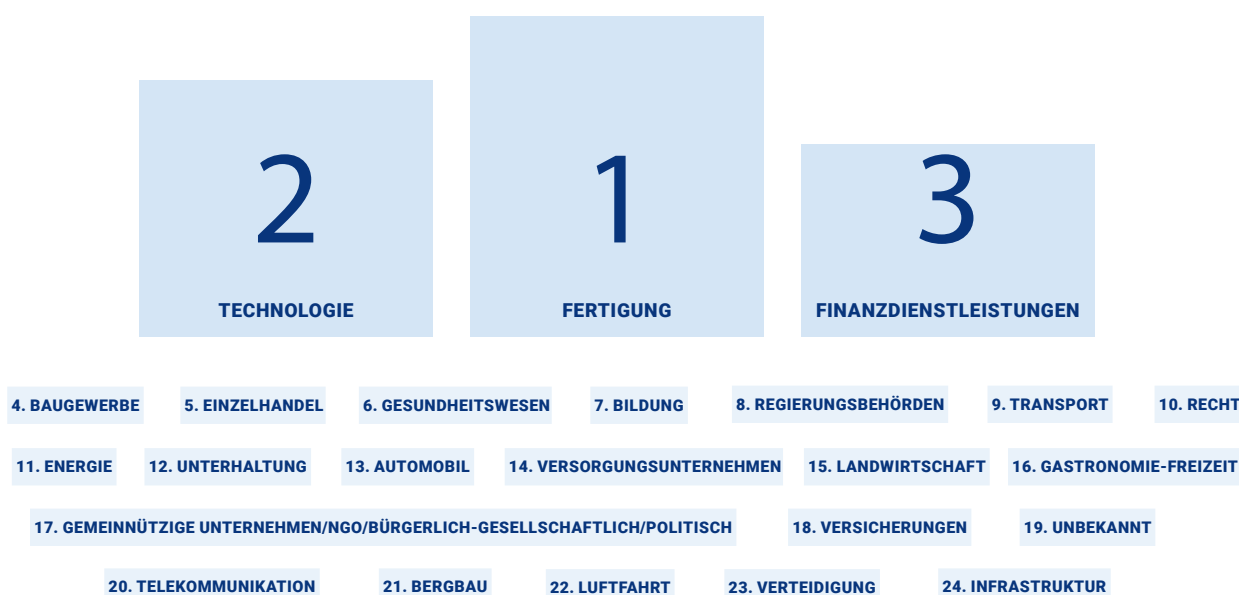 2
TECHNOLOGIE
1
FERTIGUNG
3
FINANZDIENSTLEISTUNGEN
4. BAUGEWERBE 5. EINZELHANDEL 6. GESUNDHEITSWESEN 7. BILDUNG 8. REGIERUNGSBEHÖRDEN 9. TRANSPORT 10. RECHT
11. ENERGIE 12. UNTERHALTUNG 13. AUTOMOBIL 14. VERSORGUNGSUNTERNEHMEN 15. LANDWIRTSCHAFT 16. GASTRONOMIE-FREIZEIT
17. GEMEINNÜTZIGE UNTERNEHMEN/NGO/BÜRGERLICH-GESELLSCHAFTLICH/POLITISCH 18. VERSICHERUNGEN 19. UNBEKANNT
20. TELEKOMMUNIKATION 21. BERGBAU 22. LUFTFAHRT 23. VERTEIDIGUNG 24. INFRASTRUKTUR